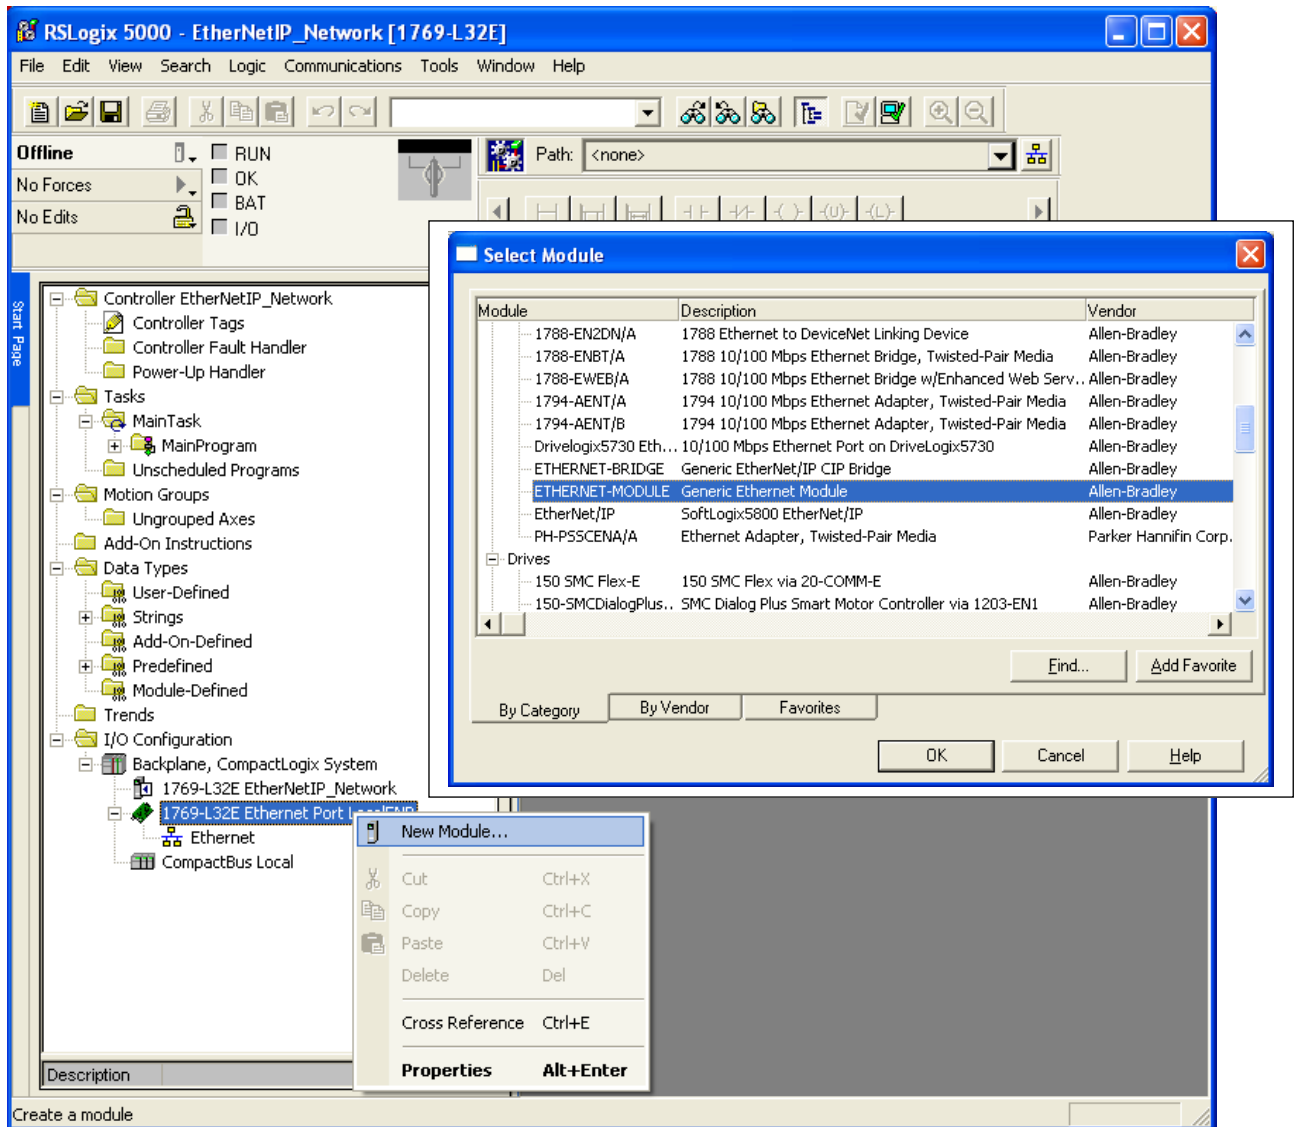 RSLogix 5000 - EtherNetIP_Network [1769-L32E]
File Edit View Search Logic Communications Tools Window Help
Offline
RUN
No Forces
OK
No Edits
BAT
I/O
Path: <none>
Start Page
Controller EtherNetIP_Network
Controller Tags
Controller Fault Handler
Power-Up Handler
Tasks
MainTask
MainProgram
Unscheduled Programs
Motion Groups
Ungrouped Axes
Add-On Instructions
Data Types
User-Defined
Strings
Add-On-Defined
Predefined
Module-Defined
Trends
I/O Configuration
Backplane, CompactLogix System
1769-L32E EtherNetIP_Network
1769-L32E Ethernet Port LocalENB
Ethernet
CompactBus Local
Description
Create a module
New Module...
Cut Ctrl+X
Copy Ctrl+C
Paste Ctrl+V
Delete Del
Cross Reference Ctrl+E
Properties Alt+Enter
Select Module
Module Description Vendor
1788-EN2DN/A 1788 Ethernet to DeviceNet Linking Device Allen-Bradley
1788-ENBT/A 1788 10/100 Mbps Ethernet Bridge, Twisted-Pair Media Allen-Bradley
1788-EWEB/A 1788 10/100 Mbps Ethernet Bridge w/Enhanced Web Serv.. Allen-Bradley
1794-AENT/A 1794 10/100 Mbps Ethernet Adapter, Twisted-Pair Media Allen-Bradley
1794-AENT/B 1794 10/100 Mbps Ethernet Adapter, Twisted-Pair Media Allen-Bradley
Drivelogix5730 Eth... 10/100 Mbps Ethernet Port on DriveLogix5730 Allen-Bradley
ETHERNET-BRIDGE Generic EtherNet/IP CIP Bridge Allen-Bradley
ETHERNET-MODULE Generic Ethernet Module Allen-Bradley
EtherNet/IP SoftLogix5800 EtherNet/IP Allen-Bradley
PH-PSSCENA/A Ethernet Adapter, Twisted-Pair Media Parker Hannifin Corp.
Drives
150 SMC Flex-E 150 SMC Flex via 20-COMM-E Allen-Bradley
150-SMCDialogPlus.. SMC Dialog Plus Smart Motor Controller via 1203-EN1 Allen-Bradley
Find... Add Favorite
By Category By Vendor Favorites
OK Cancel Help